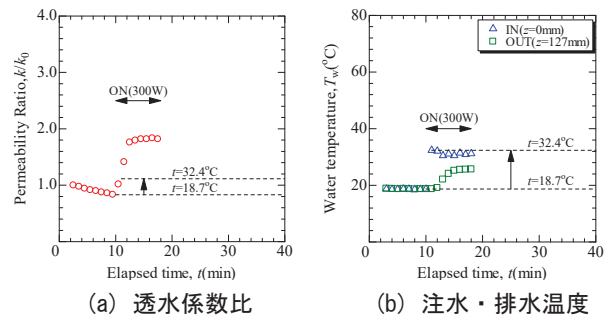 4.0
3.0
2.0
1.0
0
0
10
20
30
40
Permeability Ratio,k/k0
Elapsed time, t(min)
ON(300W)
t=32.4°C
t=18.7°C
(a) 透水係数比
80
60
40
20
0
0
10
20
30
40
Water temperature, Tw(°C)
Elapsed time, t(min)
IN(z=0mm)
OUT(z=127mm)
ON(300W)
t=32.4°C
t=18.7°C
(b) 注水・排水温度